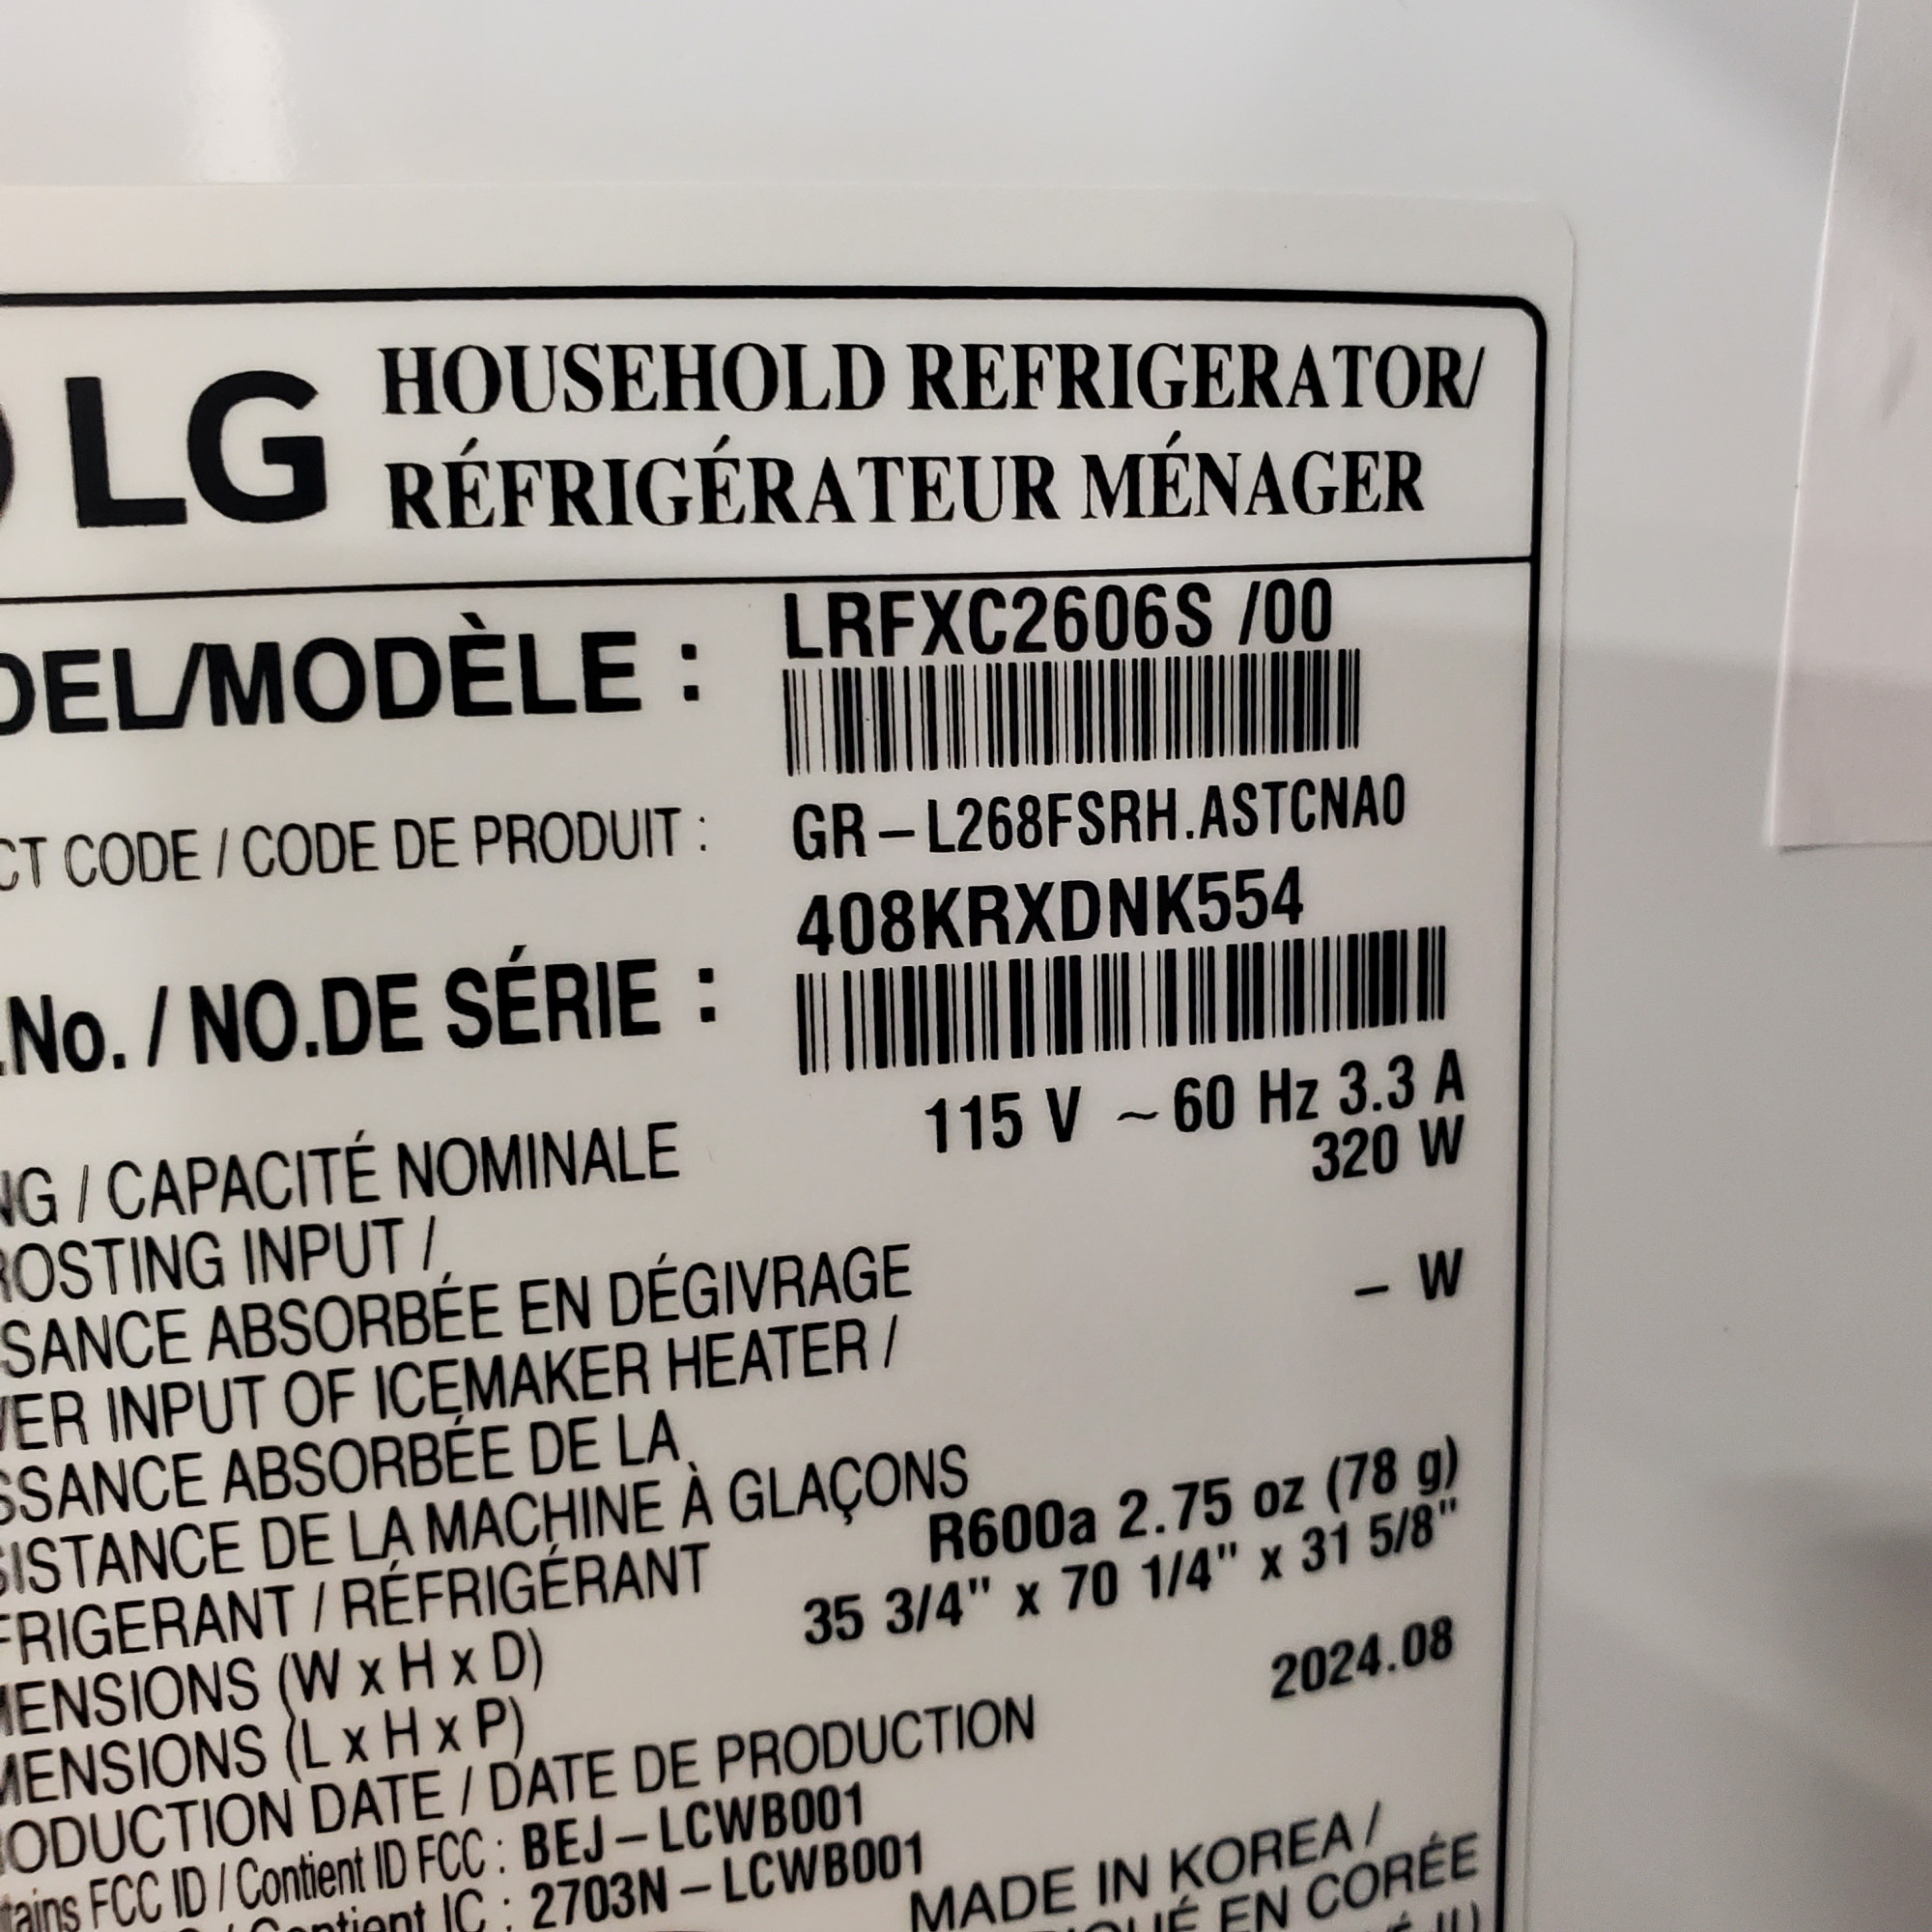 LG
HOUSEHOLD REFRIGERATOR/
RÉFRIGÉRATEUR MÉNAGER
DEL/MODÈLE : LRFXC2606S /00
CT CODE / CODE DE PRODUIT : GR-L268FSRH.ASTCNA0
.No. / NO.DE SÉRIE : 408KRXDNK554
NG / CAPACITÉ NOMINALE 115 V ~ 60 Hz 3.3 A
ROSTING INPUT / 320 W
SANCE ABSORBÉE EN DÉGIVRAGE
VER INPUT OF ICEMAKER HEATER / – W
SSANCE ABSORBÉE DE LA
SISTANCE DE LA MACHINE À GLAÇONS
FRIGERANT / RÉFRIGÉRANT R600a 2.75 oz (78 g)
MENSIONS (W x H x D) 35 3/4" x 70 1/4" x 31 5/8"
MENSIONS (L x H x P)
ODUCTION DATE / DATE DE PRODUCTION 2024.08
tains FCC ID / Contient ID FCC : BEJ-LCWB001
Contient IC : 2703N-LCWB001
MADE IN KOREA /
EN CORÉE